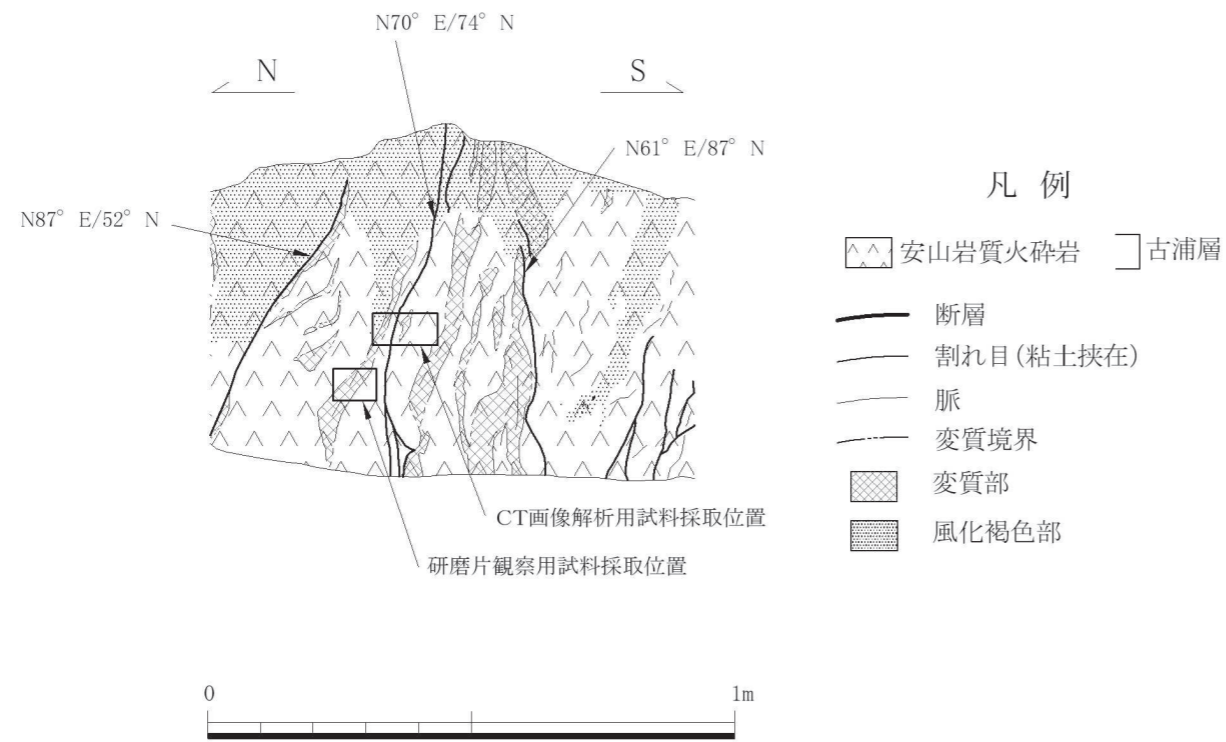 N70° E/74° N
N
S
N61° E/87° N
N87° E/52° N
凡 例
安山岩質火砕岩
古浦層
断層
割れ目(粘土挟在)
脈
変質境界
変質部
風化褐色部
CT画像解析用試料採取位置
研磨片観察用試料採取位置
0
1m